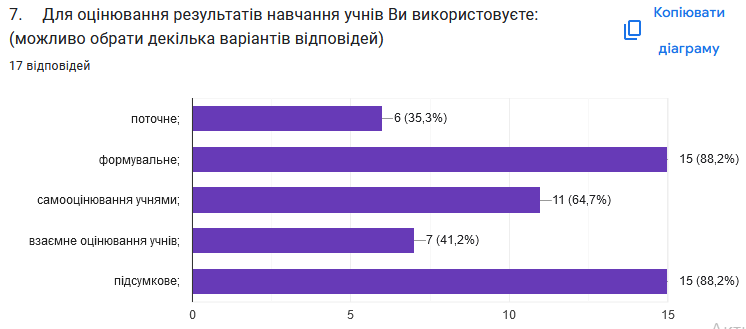 7. Для оцінювання результатів навчання учнів Ви використовуєте:
(можливо обрати декілька варіантів відповідей)
Копіювати
діаграму
17 відповідей
поточне; 6 (35,3%)
формувальне; 15 (88,2%)
самооцінювання учнями; 11 (64,7%)
взаємне оцінювання учнів; 7 (41,2%)
підсумкове; 15 (88,2%)
0 5 10 15